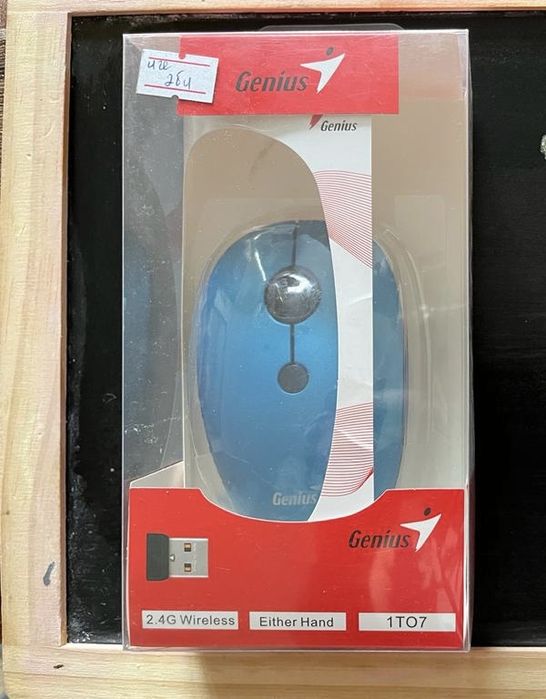 Genius
Genius
Genius
Genius
2.4G Wireless
Either Hand
1TO7